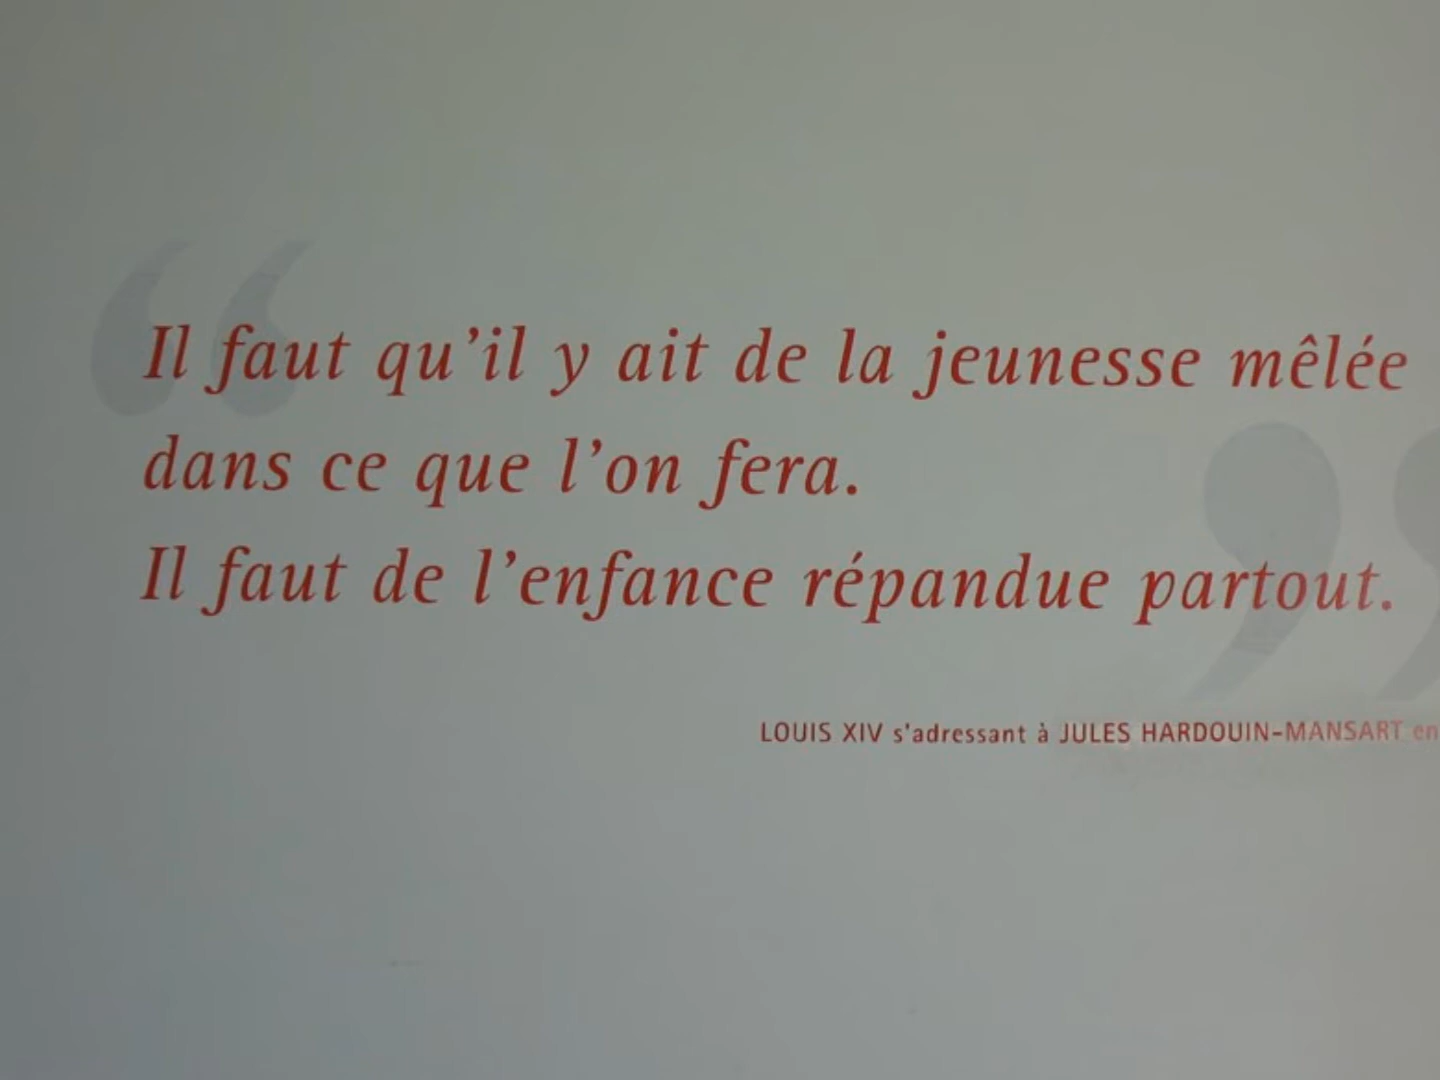 Il faut qu’il y ait de la jeunesse mêlée
dans ce que l’on fera.
Il faut de l’enfance répandue partout.
LOUIS XIV s'adressant à JULES HARDOUIN-MANSART en